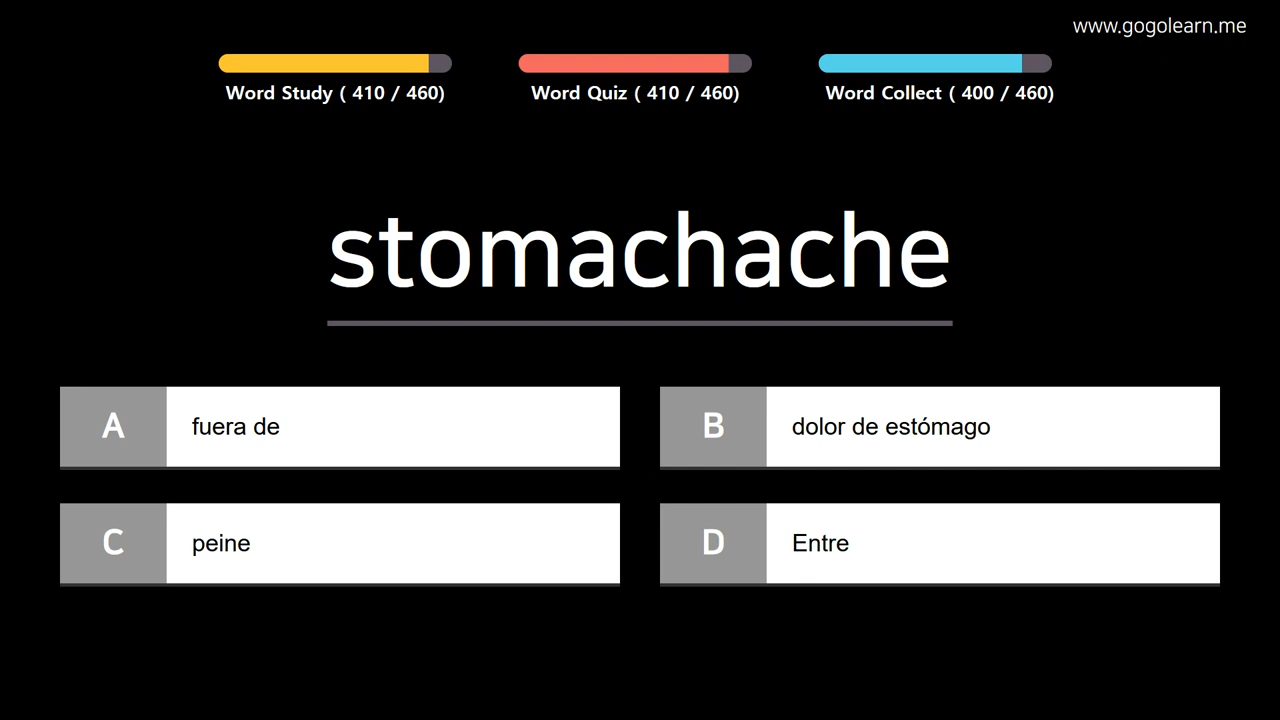 www.gogolearn.me
Word Study ( 410 / 460)
Word Quiz ( 410 / 460)
Word Collect ( 400 / 460)
stomachache
A fuera de
B dolor de estómago
C peine
D Entre